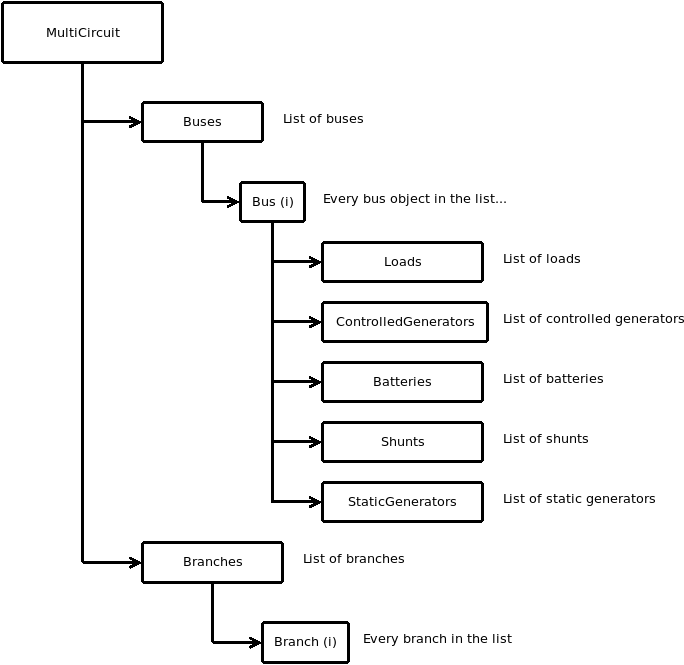 MultiCircuit
Buses List of buses
Bus (i) Every bus object in the list...
Loads List of loads
ControlledGenerators List of controlled generators
Batteries List of batteries
Shunts List of shunts
StaticGenerators List of static generators
Branches List of branches
Branch (i) Every branch in the list